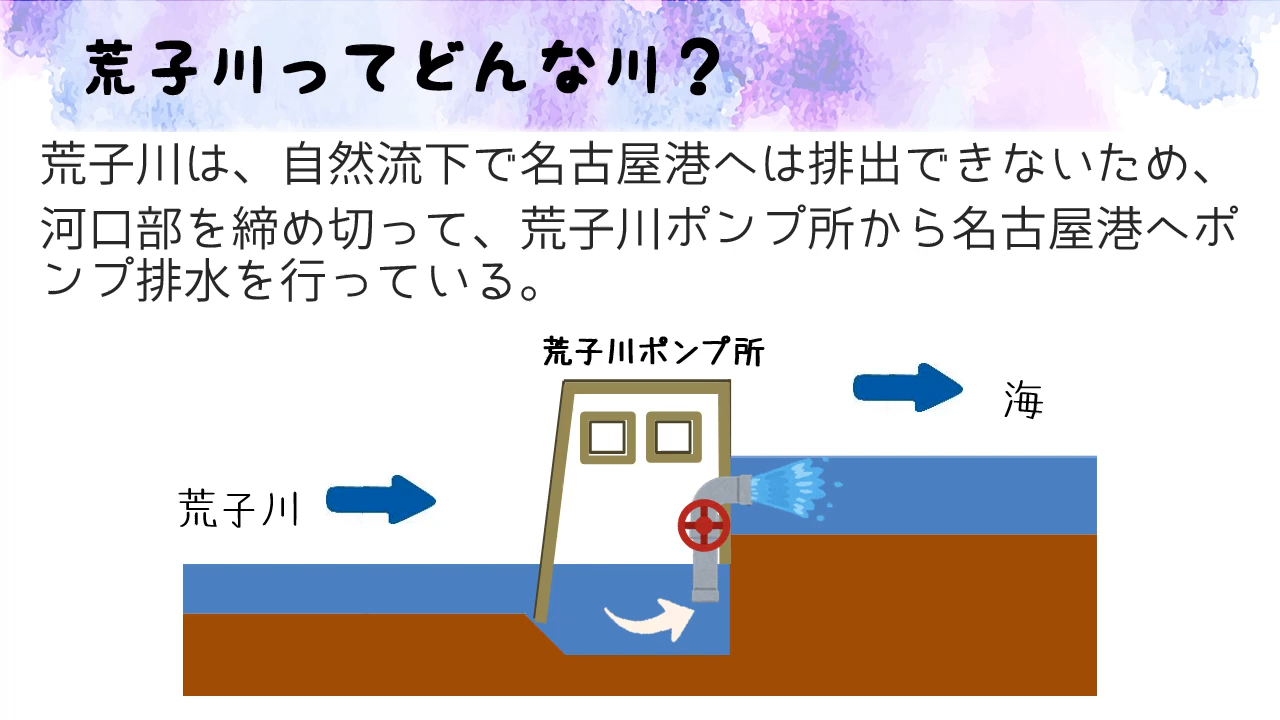 荒子川ってどんな川？
荒子川は、自然流下で名古屋港へは排出できないため、
河口部を締め切って、荒子川ポンプ所から名古屋港へポ
ンプ排水を行っている。
荒子川ポンプ所
海
荒子川